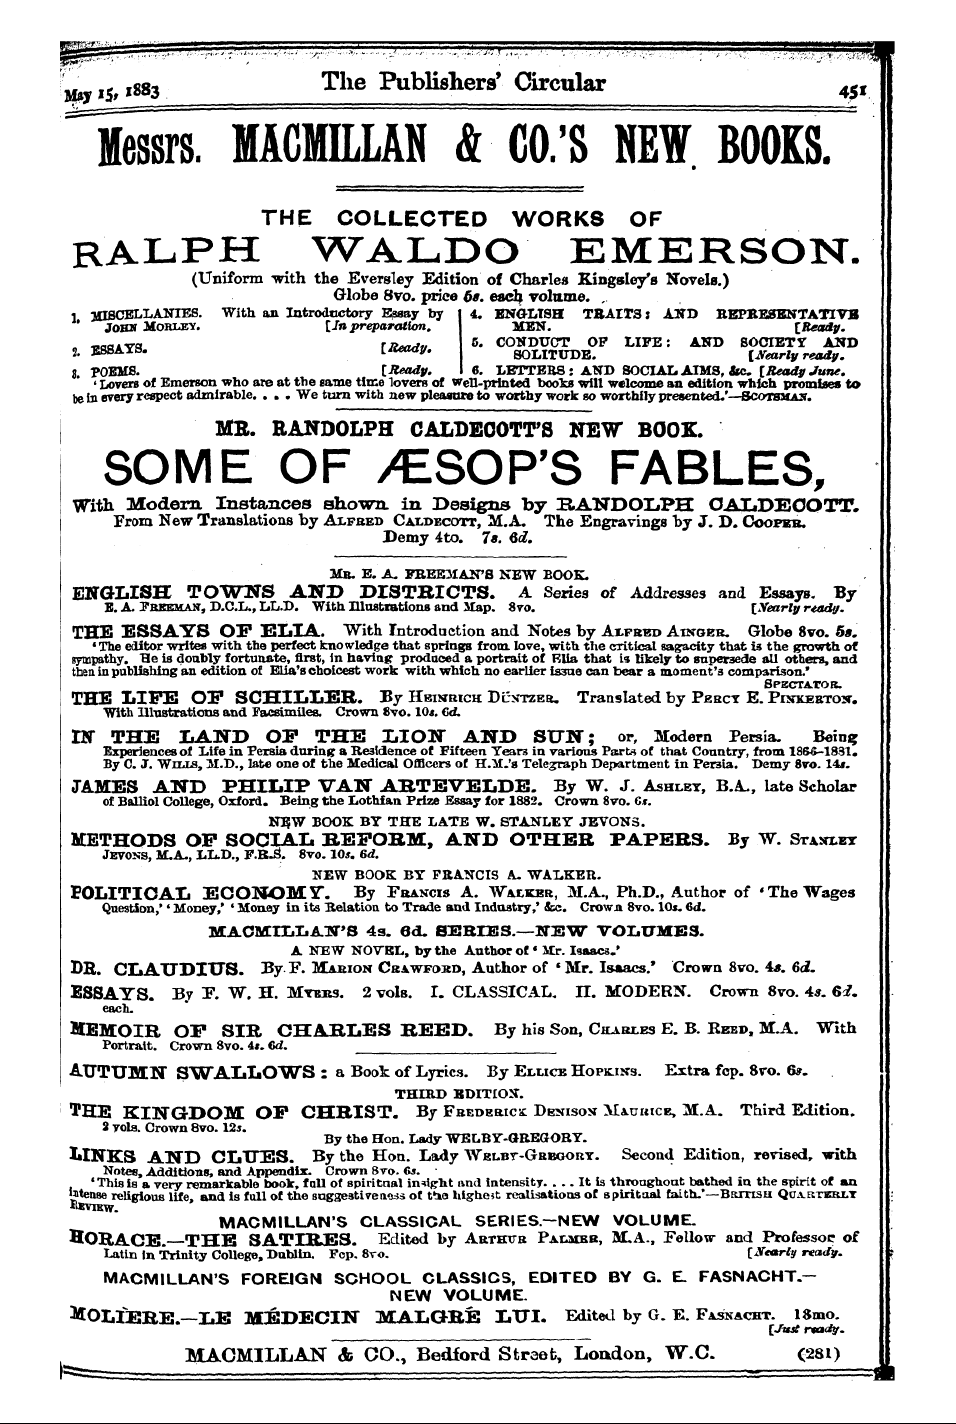 May 15, 1883
The Publishers' Circular
451
Messrs. MACMILLAN & CO.'S NEW BOOKS.
THE COLLECTED WORKS OF
RALPH WALDO EMERSON.
(Uniform with the Eversley Edition of Charles Kingsley's Novels.)
Globe 8vo. price 5s. each volume.
1. MISCELLANIES. With an Introductory Essay by
JOHN MORLEY. [In preparation.
2. ESSAYS. [Ready.
3. POEMS. [Ready.
4. ENGLISH TRAITS: AND REPRESENTATIVE
MEN. [Ready.
5. CONDUCT OF LIFE: AND SOCIETY AND
SOLITUDE. [Nearly ready.
6. LETTERS: AND SOCIAL AIMS, &c. [Ready June.
'Lovers of Emerson who are at the same time lovers of well-printed books will welcome an edition which promises to
be in every respect admirable. . . . We turn with new pleasure to worthy work so worthily presented.'—SCOTSMAN.
MR. RANDOLPH CALDECOTT'S NEW BOOK.
SOME OF ÆSOP'S FABLES,
With Modern Instances shown in Designs by RANDOLPH CALDECOTT.
From New Translations by ALFRED CALDECOTT, M.A. The Engravings by J. D. COOPER.
Demy 4to. 7s. 6d.
MR. E. A. FREEMAN'S NEW BOOK.
ENGLISH TOWNS AND DISTRICTS. A Series of Addresses and Essays. By
E. A. FREEMAN, D.C.L., LL.D. With Illustrations and Map. 8vo. [Nearly ready.
THE ESSAYS OF ELIA. With Introduction and Notes by ALFRED AINGER. Globe 8vo. 5s.
'The editor writes with the perfect knowledge that springs from love, with the critical sagacity that is the growth of
sympathy. He is doubly fortunate, first, in having produced a portrait of Elia that is likely to supersede all others, and
then in publishing an edition of Elia's choicest work with which no earlier issue can bear a moment's comparison.'
SPECTATOR.
THE LIFE OF SCHILLER. By HEINRICH DÜNTZER. Translated by PERCY E. PINKERTON.
With Illustrations and Facsimiles. Crown 8vo. 10s. 6d.
IN THE LAND OF THE LION AND SUN; or, Modern Persia. Being
Experiences of Life in Persia during a Residence of Fifteen Years in various Parts of that Country, from 1866-1881.
By C. J. WILLS, M.D., late one of the Medical Officers of H.M.'s Telegraph Department in Persia. Demy 8vo. 14s.
JAMES AND PHILIP VAN ARTEVELDE. By W. J. ASHLEY, B.A., late Scholar
of Balliol College, Oxford. Being the Lothian Prize Essay for 1882. Crown 8vo. 6s.
NEW BOOK BY THE LATE W. STANLEY JEVONS.
METHODS OF SOCIAL REFORM, AND OTHER PAPERS. By W. STANLEY
JEVONS, M.A., LL.D., F.R.S. 8vo. 10s. 6d.
NEW BOOK BY FRANCIS A. WALKER.
POLITICAL ECONOMY. By FRANCIS A. WALKER, M.A., Ph.D., Author of 'The Wages
Question,' 'Money,' 'Money in its Relation to Trade and Industry,' &c. Crown 8vo. 10s. 6d.
MACMILLAN'S 4s. 6d. SERIES.—NEW VOLUMES.
A NEW NOVEL, by the Author of 'Mr. Isaacs.'
DR. CLAUDIUS. By F. MARION CRAWFORD, Author of 'Mr. Isaacs.' Crown 8vo. 4s. 6d.
ESSAYS. By F. W. H. MYERS. 2 vols. I. CLASSICAL. II. MODERN. Crown 8vo. 4s. 6d.
each.
MEMOIR OF SIR CHARLES REED. By his Son, CHARLES E. B. REED, M.A. With
Portrait. Crown 8vo. 4s. 6d.
AUTUMN SWALLOWS: a Book of Lyrics. By ELLICE HOPKINS. Extra fcp. 8vo. 6s.
THIRD EDITION.
THE KINGDOM OF CHRIST. By FREDERICK DENISON MAURICE, M.A. Third Edition.
2 vols. Crown 8vo. 12s.
By the Hon. Lady WELBY-GREGORY.
LINKS AND CLUES. By the Hon. Lady WELBY-GREGORY. Second Edition, revised, with
Notes, Additions, and Appendix. Crown 8vo. 6s.
'This is a very remarkable book, full of spiritual insight and intensity. . . . It is throughout bathed in the spirit of an
intense religious life, and is full of the suggestiveness of the highest realisations of spiritual faith.'—BRITISH QUARTERLY
REVIEW.
MACMILLAN'S CLASSICAL SERIES.—NEW VOLUME.
HORACE.—THE SATIRES. Edited by ARTHUR PALMER, M.A., Fellow and Professor of
Latin in Trinity College, Dublin. Fcp. 8vo. [Nearly ready.
MACMILLAN'S FOREIGN SCHOOL CLASSICS, EDITED BY G. E. FASNACHT.—
NEW VOLUME.
MOLIÈRE.—LE MÉDECIN MALGRÉ LUI. Edited by G. E. FASNACHT. 18mo.
[Just ready.
MACMILLAN & CO., Bedford Street, London, W.C. (281)